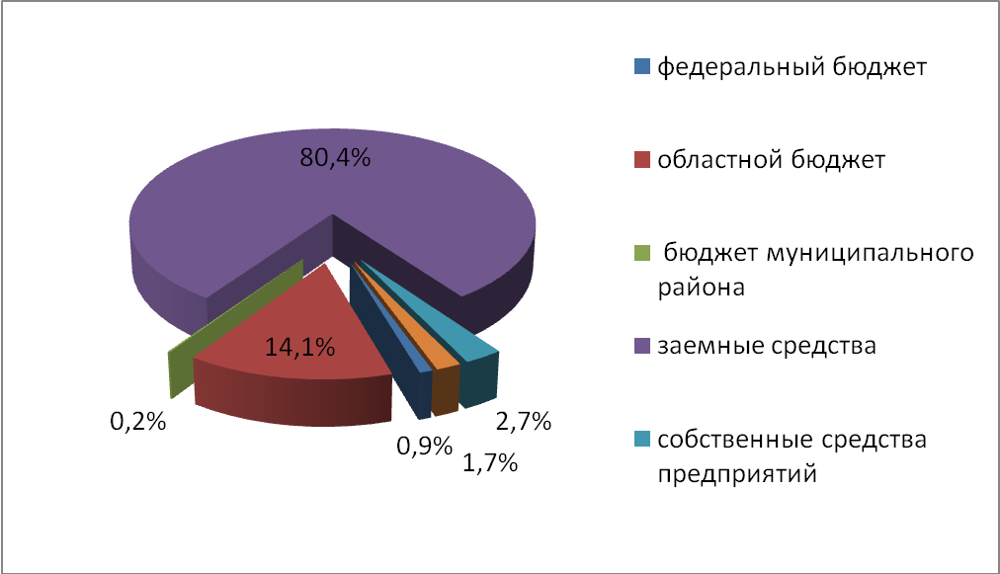 80,4%
14,1%
0,2%
0,9%
1,7%
2,7%
федеральный бюджет
областной бюджет
бюджет муниципального
района
заемные средства
собственные средства
предприятий